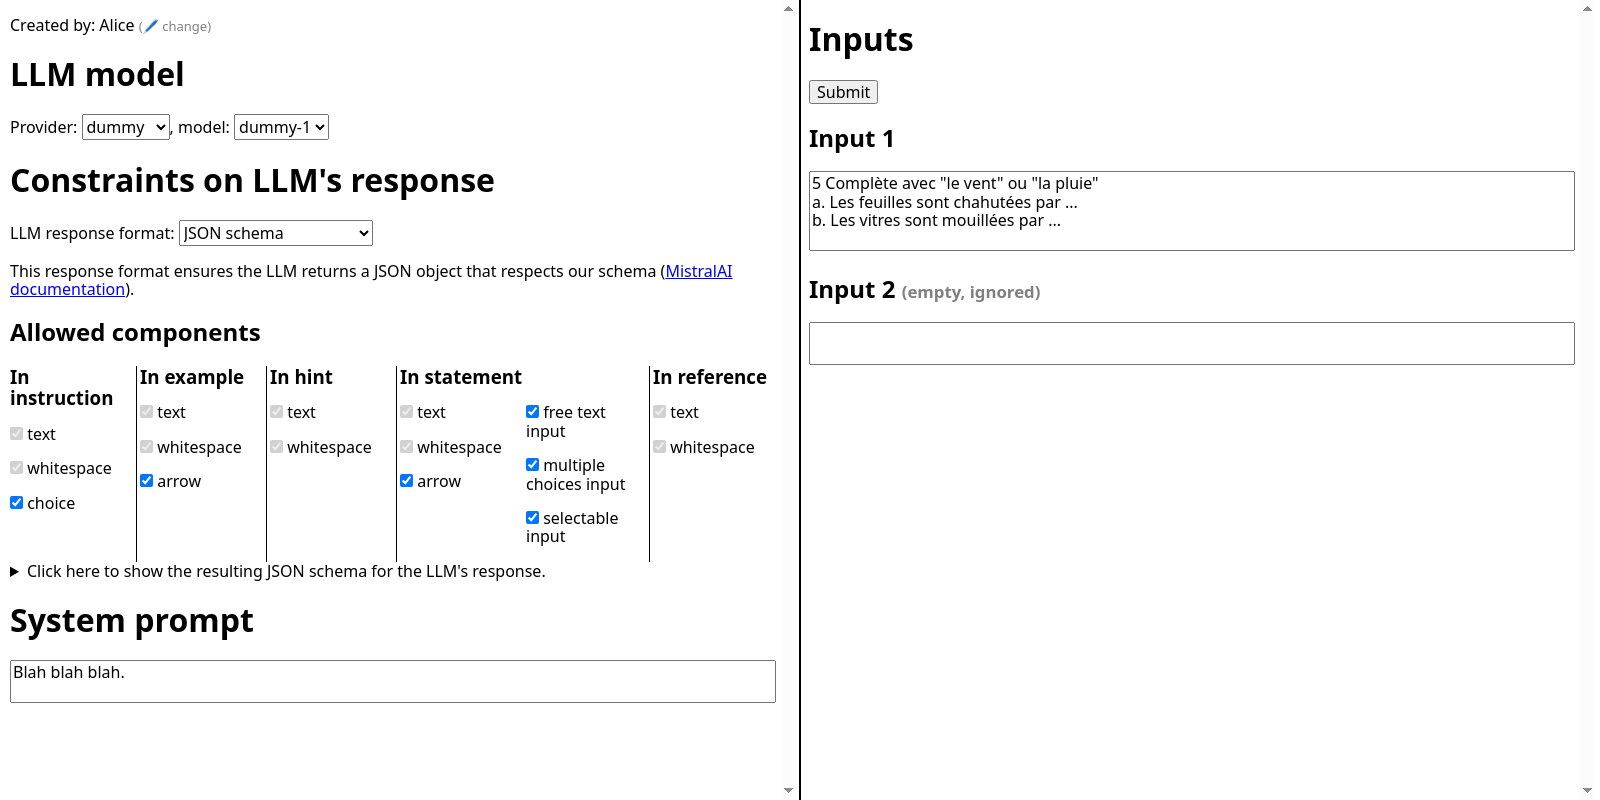 Created by: Alice (🖊️ change)
LLM model
Provider: dummy, model: dummy-1
Constraints on LLM's response
LLM response format: JSON schema
This response format ensures the LLM returns a JSON object that respects our schema (MistralAI
documentation).
Allowed components
In
instruction
text
whitespace
choice
In example
text
whitespace
arrow
In hint
text
whitespace
In statement
text
whitespace
arrow
free text
input
multiple
choices input
selectable
input
In reference
text
whitespace
Click here to show the resulting JSON schema for the LLM's response.
System prompt
Blah blah blah.
Inputs
Submit
Input 1
5 Complète avec "le vent" ou "la pluie"
a. Les feuilles sont chahutées par ...
b. Les vitres sont mouillées par ...
Input 2 (empty, ignored)